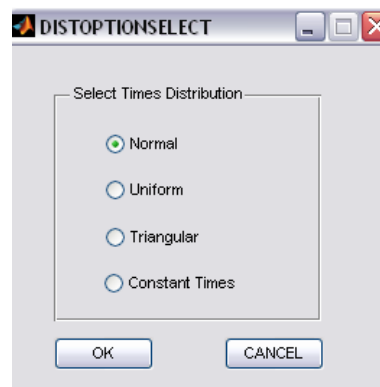 DISTOPTIONSELECT
Select Times Distribution
Normal
Uniform
Triangular
Constant Times
OK CANCEL